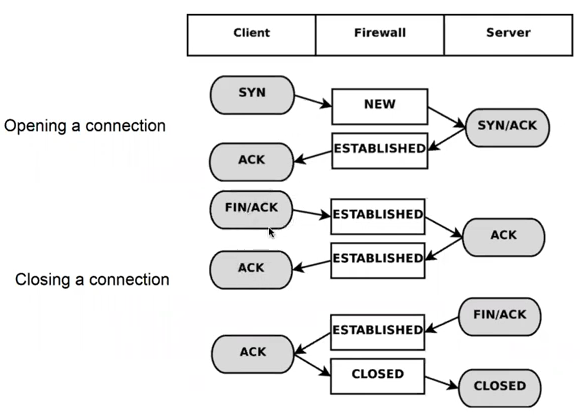 Client Firewall Server
SYN
NEW
SYN/ACK
Opening a connection
ESTABLISHED
ACK
FIN/ACK
ESTABLISHED
ACK
ESTABLISHED
ACK
Closing a connection
FIN/ACK
ESTABLISHED
ACK
CLOSED
CLOSED